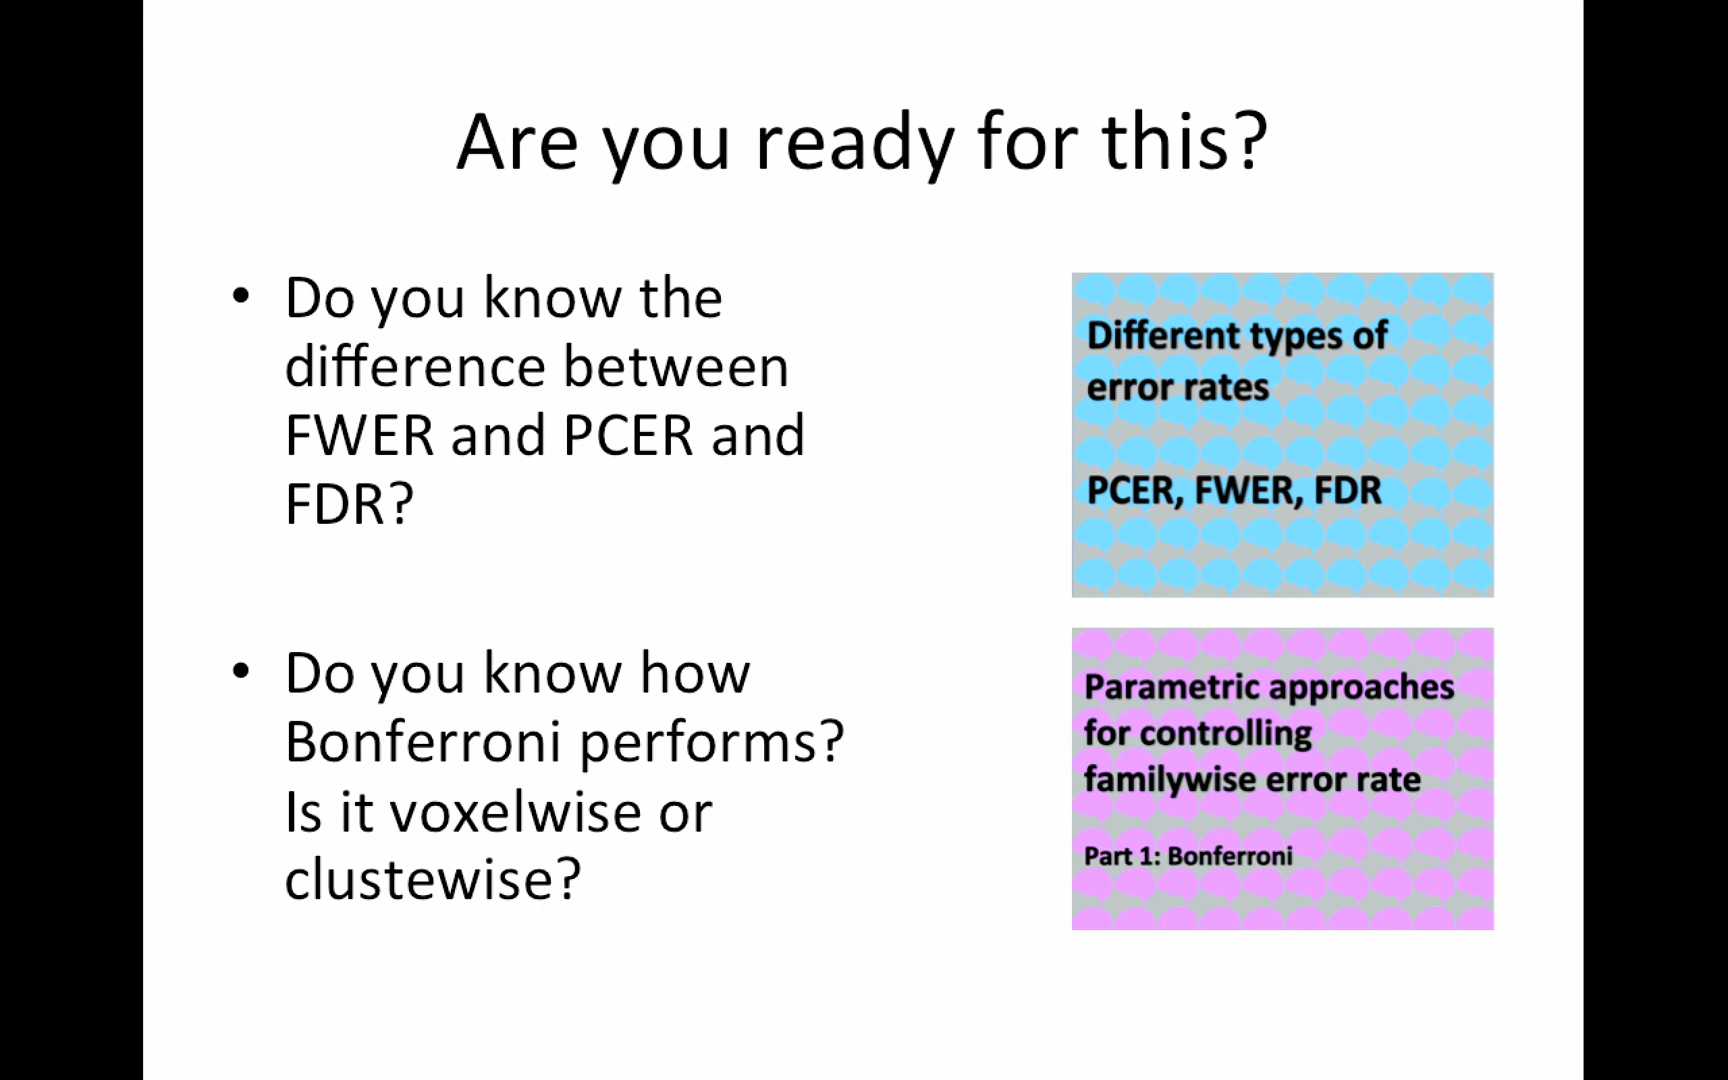 Are you ready for this?
• Do you know the
difference between
FWER and PCER and
FDR?
• Do you know how
Bonferroni performs?
Is it voxelwise or
clustewise?
Different types of
error rates
PCER, FWER, FDR
Parametric approaches
for controlling
familywise error rate
Part 1: Bonferroni